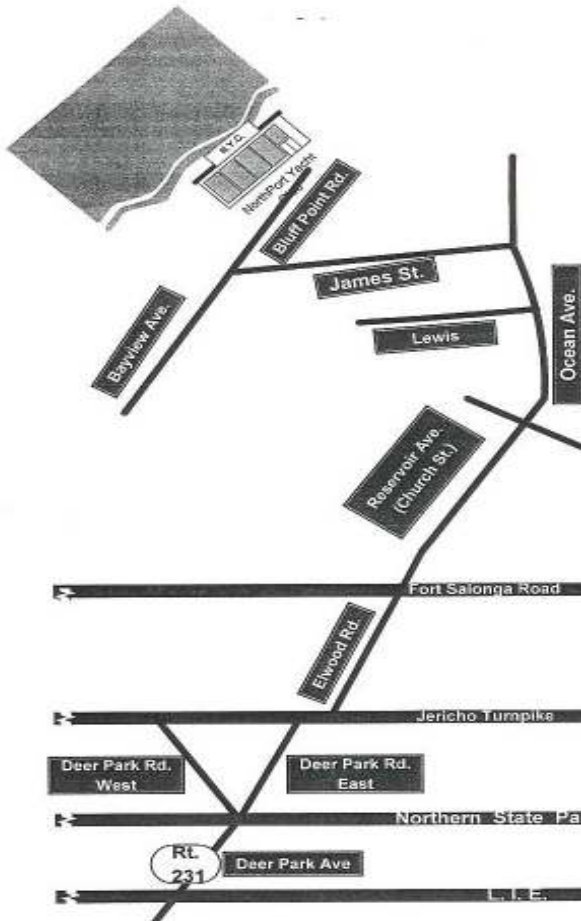 N.Y.C.
NorthPort Yacht
Bluff Point Rd.
James St.
Bayview Ave.
Lewis
Ocean Ave.
Reservoir Ave.
(Church St.)
Fort Salonga Road
Elwood Rd.
Jericho Turnpike
Deer Park Rd.
West
Deer Park Rd.
East
Northern State Pa
Rt.
231
Deer Park Ave
L.I.E.